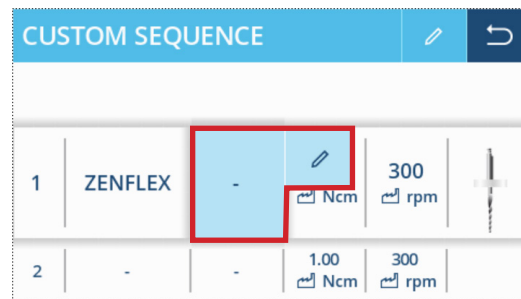 CUSTOM SEQUENCE
1 ZENFLEX - Ncm 300 rpm
2 - - 1.00 Ncm 300 rpm